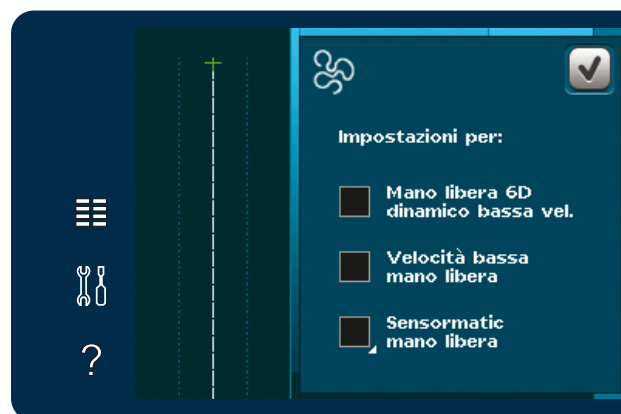 Impostazioni per:
Mano libera 6D
dinamico bassa vel.
Velocità bassa
mano libera
Sensormatic
mano libera
?